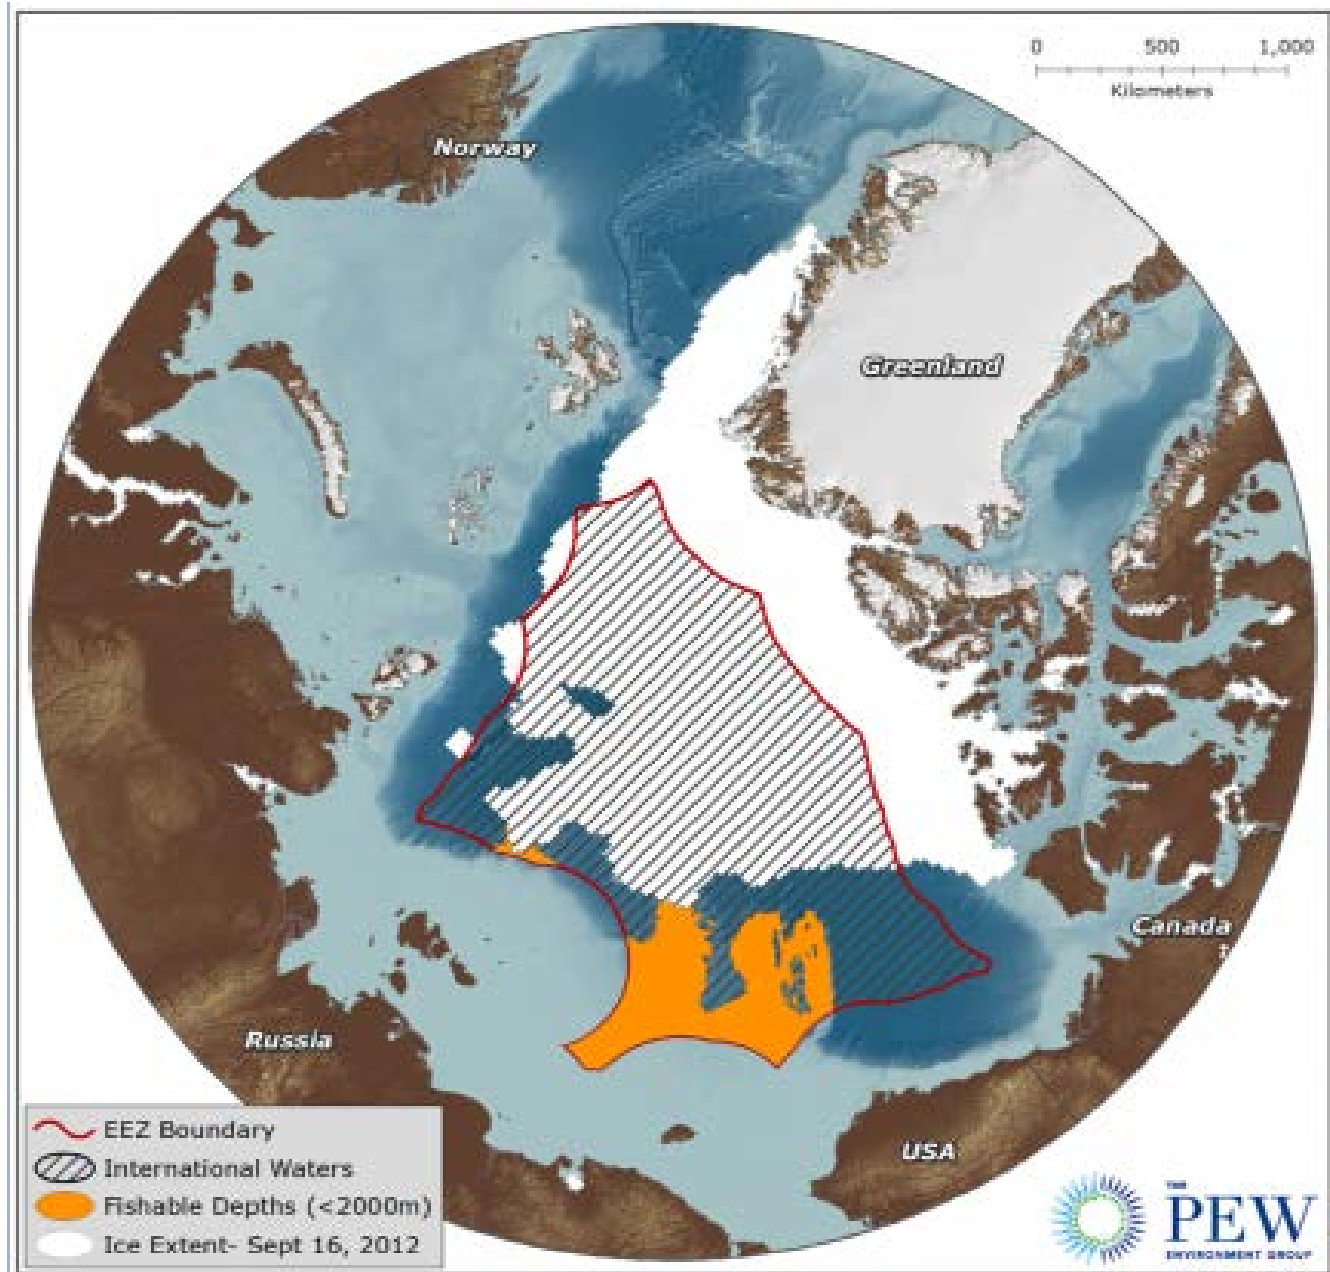 0 500 1,000
Kilometers
Norway
Greenland
Canada
Russia
USA
EEZ Boundary
International Waters
Fishable Depths (<2000m)
Ice Extent- Sept 16, 2012
THE
PEW
ENVIRONMENT GROUP